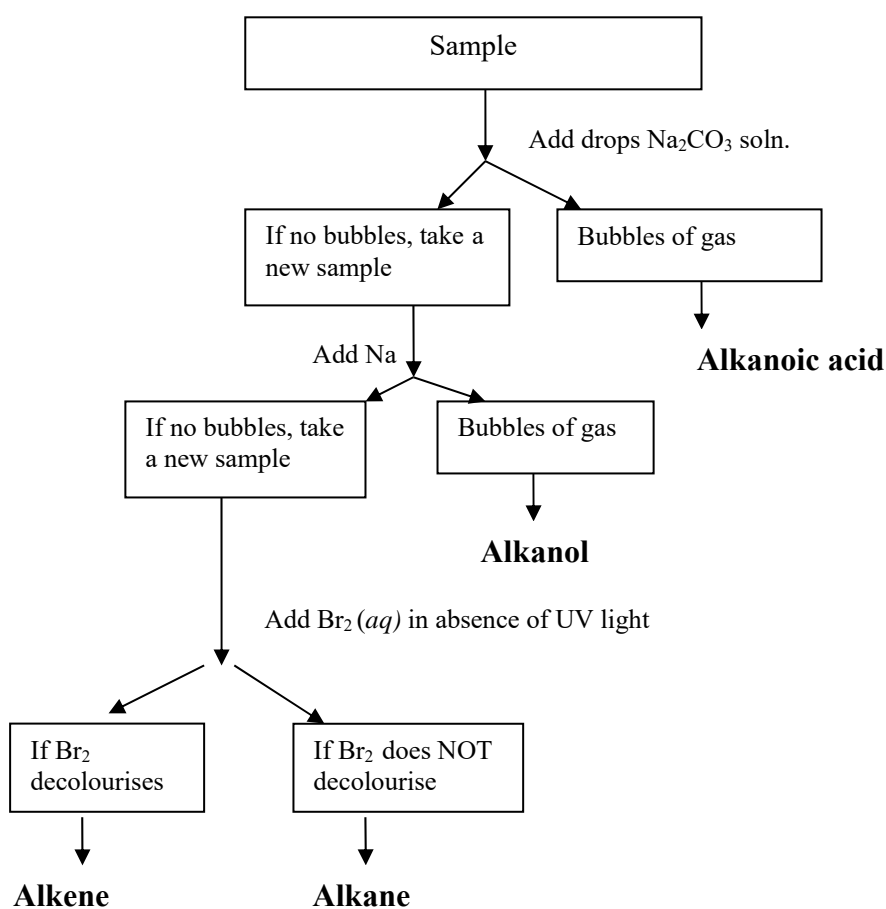 Sample
Add drops Na₂CO₃ soln.
If no bubbles, take a
new sample
Bubbles of gas
Alkanoic acid
Add Na
If no bubbles, take
a new sample
Bubbles of gas
Alkanol
Add Br₂ (aq) in absence of UV light
If Br₂
decolourises
If Br₂ does NOT
decolourise
Alkene
Alkane